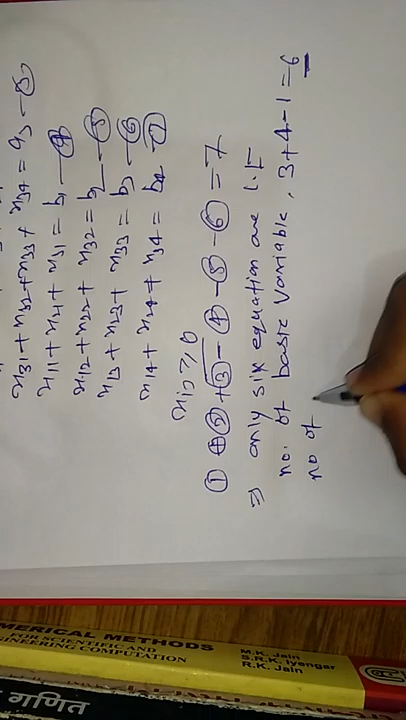 x31 + x32 + x33 + x34 = a3 — ③
x11 + x21 + x31 = b1 — ④
x12 + x22 + x32 = b2 — ⑤
x13 + x23 + x33 = b3 — ⑥
x14 + x24 + x34 = b4 — ⑦
xij ≥ 0
① + ② + ③ - ④ - ⑤ - ⑥ = 7
⇒ only six equation are L.I.
no. of basic variable, 3+4-1 = 6
no of
MERICAL METHODS
FOR SCIENTIFIC AND
ENGINEERING COMPUTATION
M.K. Jain
S.R.K. Iyengar
R.K. Jain
गणित